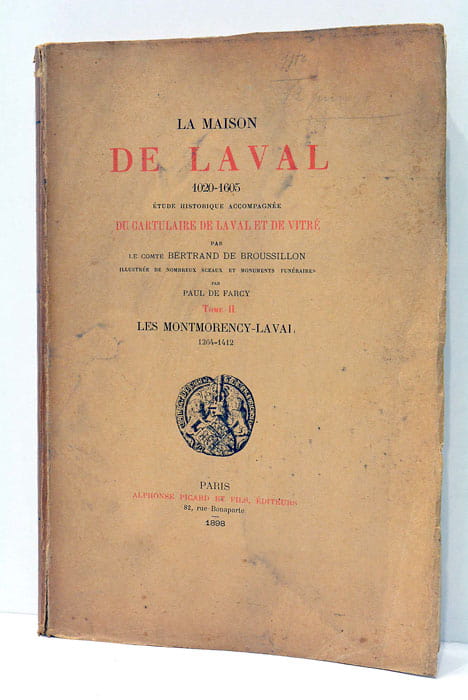 LA MAISON
DE LAVAL
1020-1605
ÉTUDE HISTORIQUE ACCOMPAGNÉE
DU CARTULAIRE DE LAVAL ET DE VITRÉ
PAR
LE COMTE BERTRAND DE BROUSSILLON
ILLUSTRÉE DE NOMBREUX SCEAUX ET MONUMENTS FUNÉRAIRES
PAR
PAUL DE FARCY
Tome II
LES MONTMORENCY-LAVAL
1264-1412
PARIS
ALPHONSE PICARD ET FILS, ÉDITEURS
82, rue Bonaparte
1898